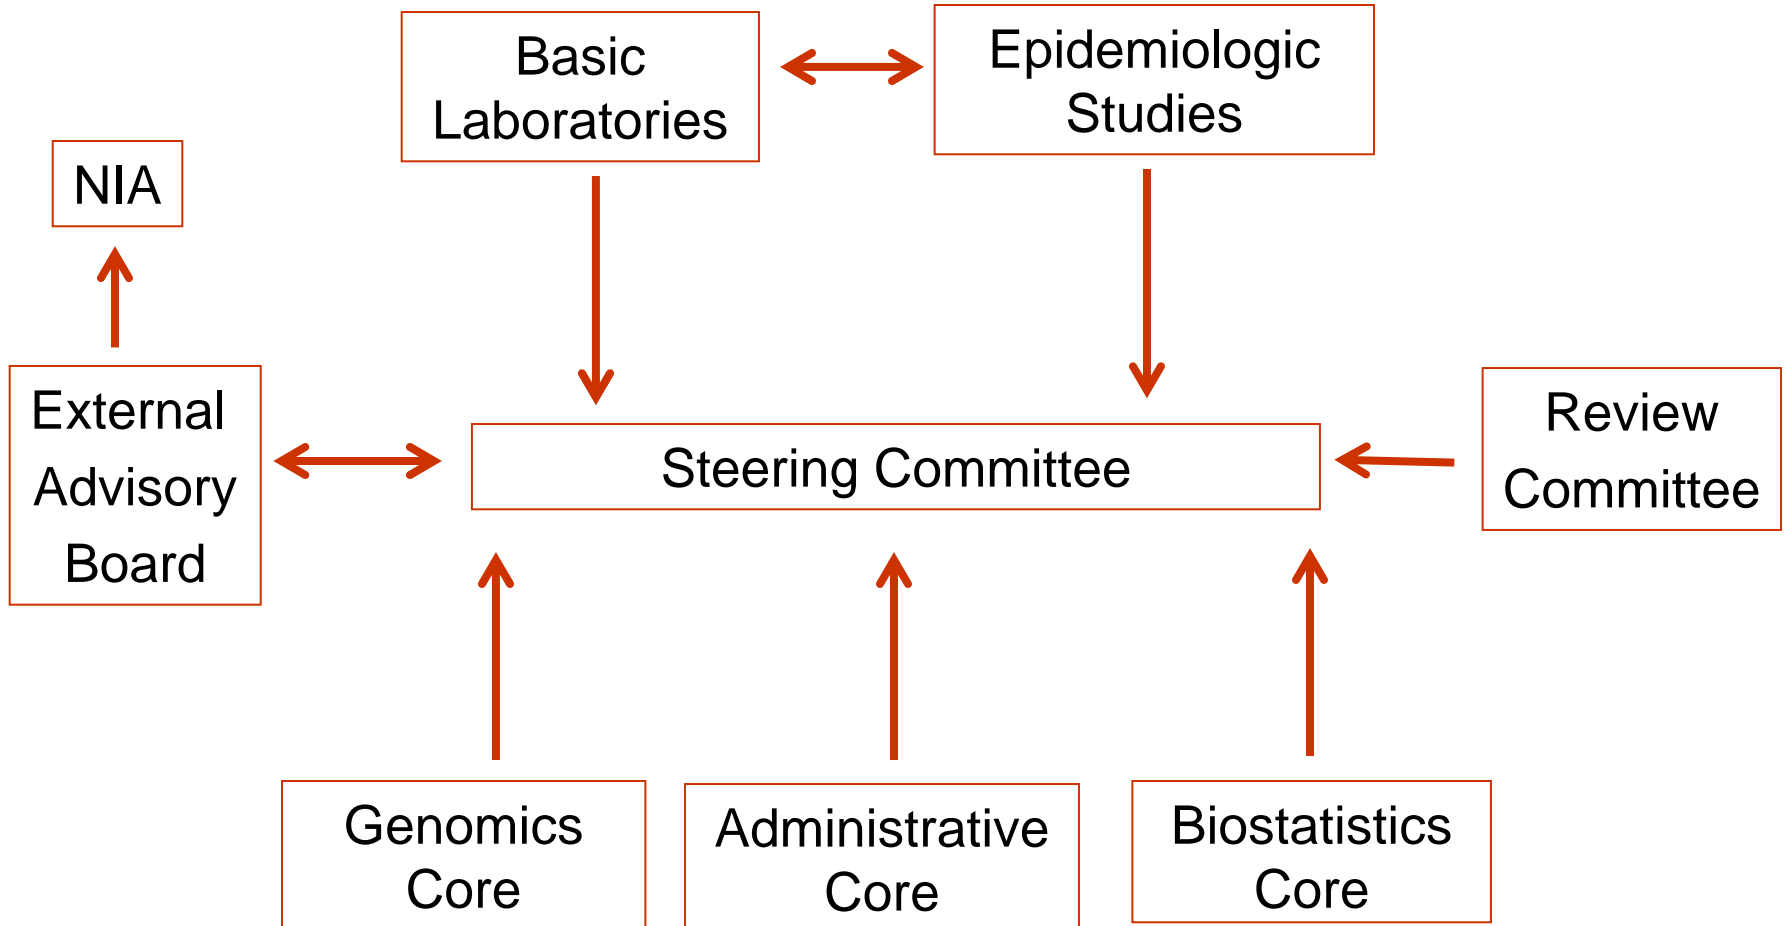 Basic
Laboratories
Epidemiologic
Studies
NIA
External
Advisory
Board
Steering Committee
Review
Committee
Genomics
Core
Administrative
Core
Biostatistics
Core